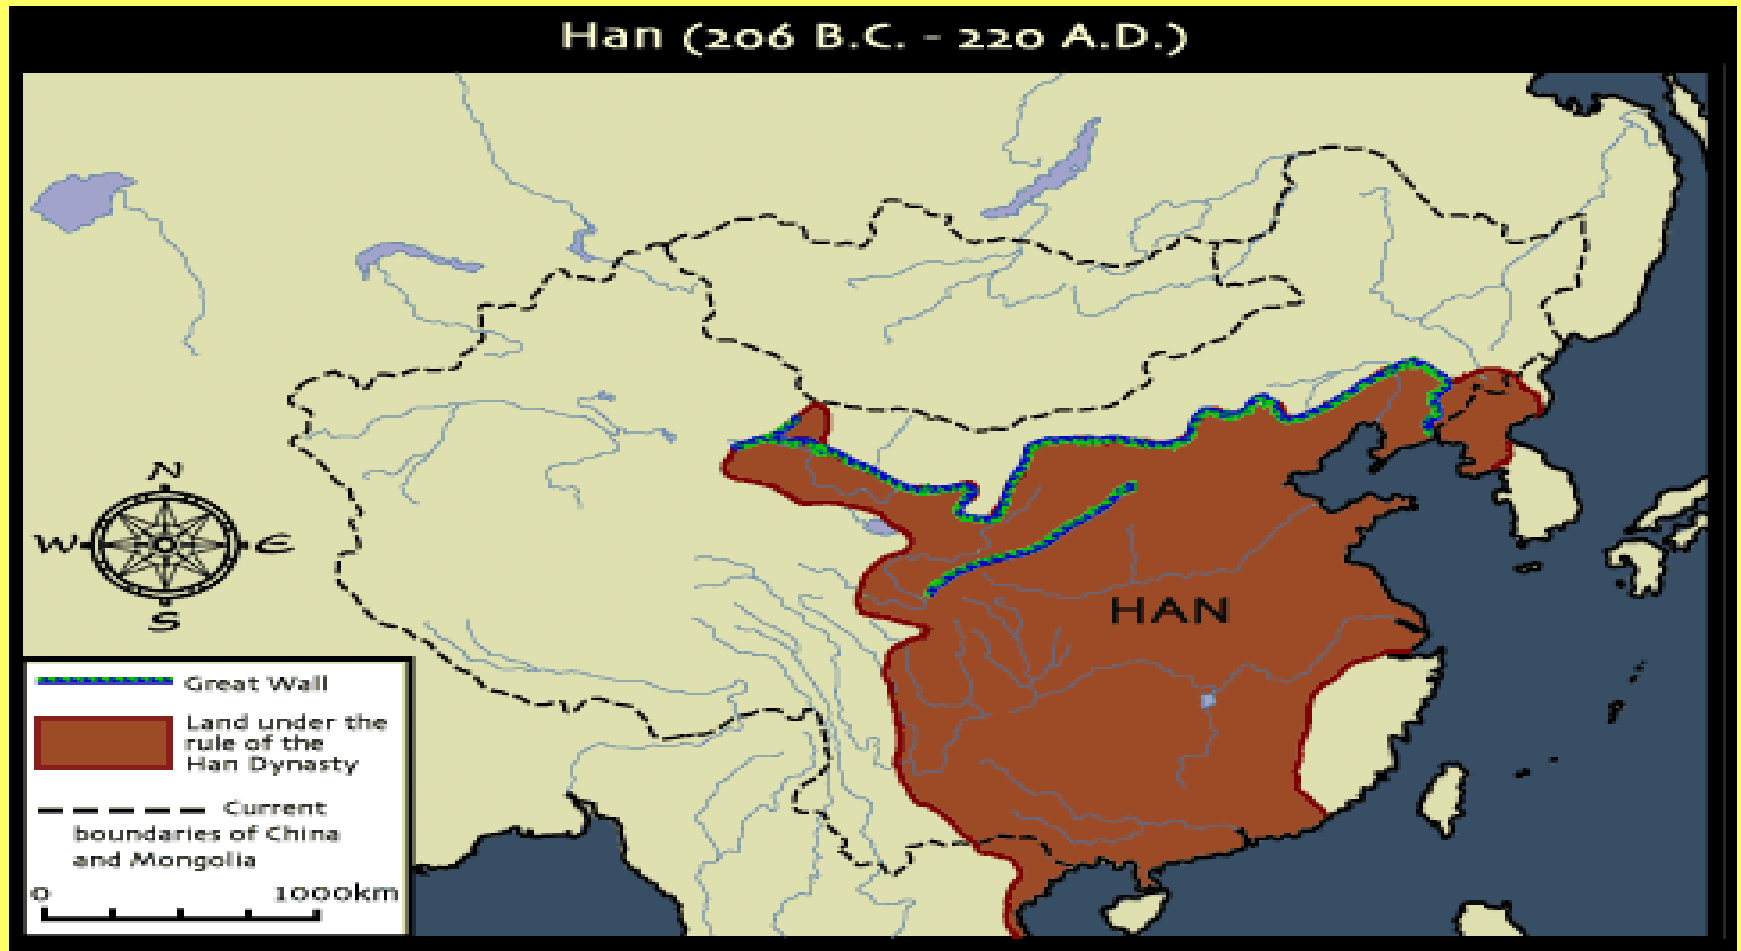 Han (206 B.C. - 220 A.D.)
N
W E
S
HAN
Great Wall
Land under the
rule of the
Han Dynasty
Current
boundaries of China
and Mongolia
0 1000km